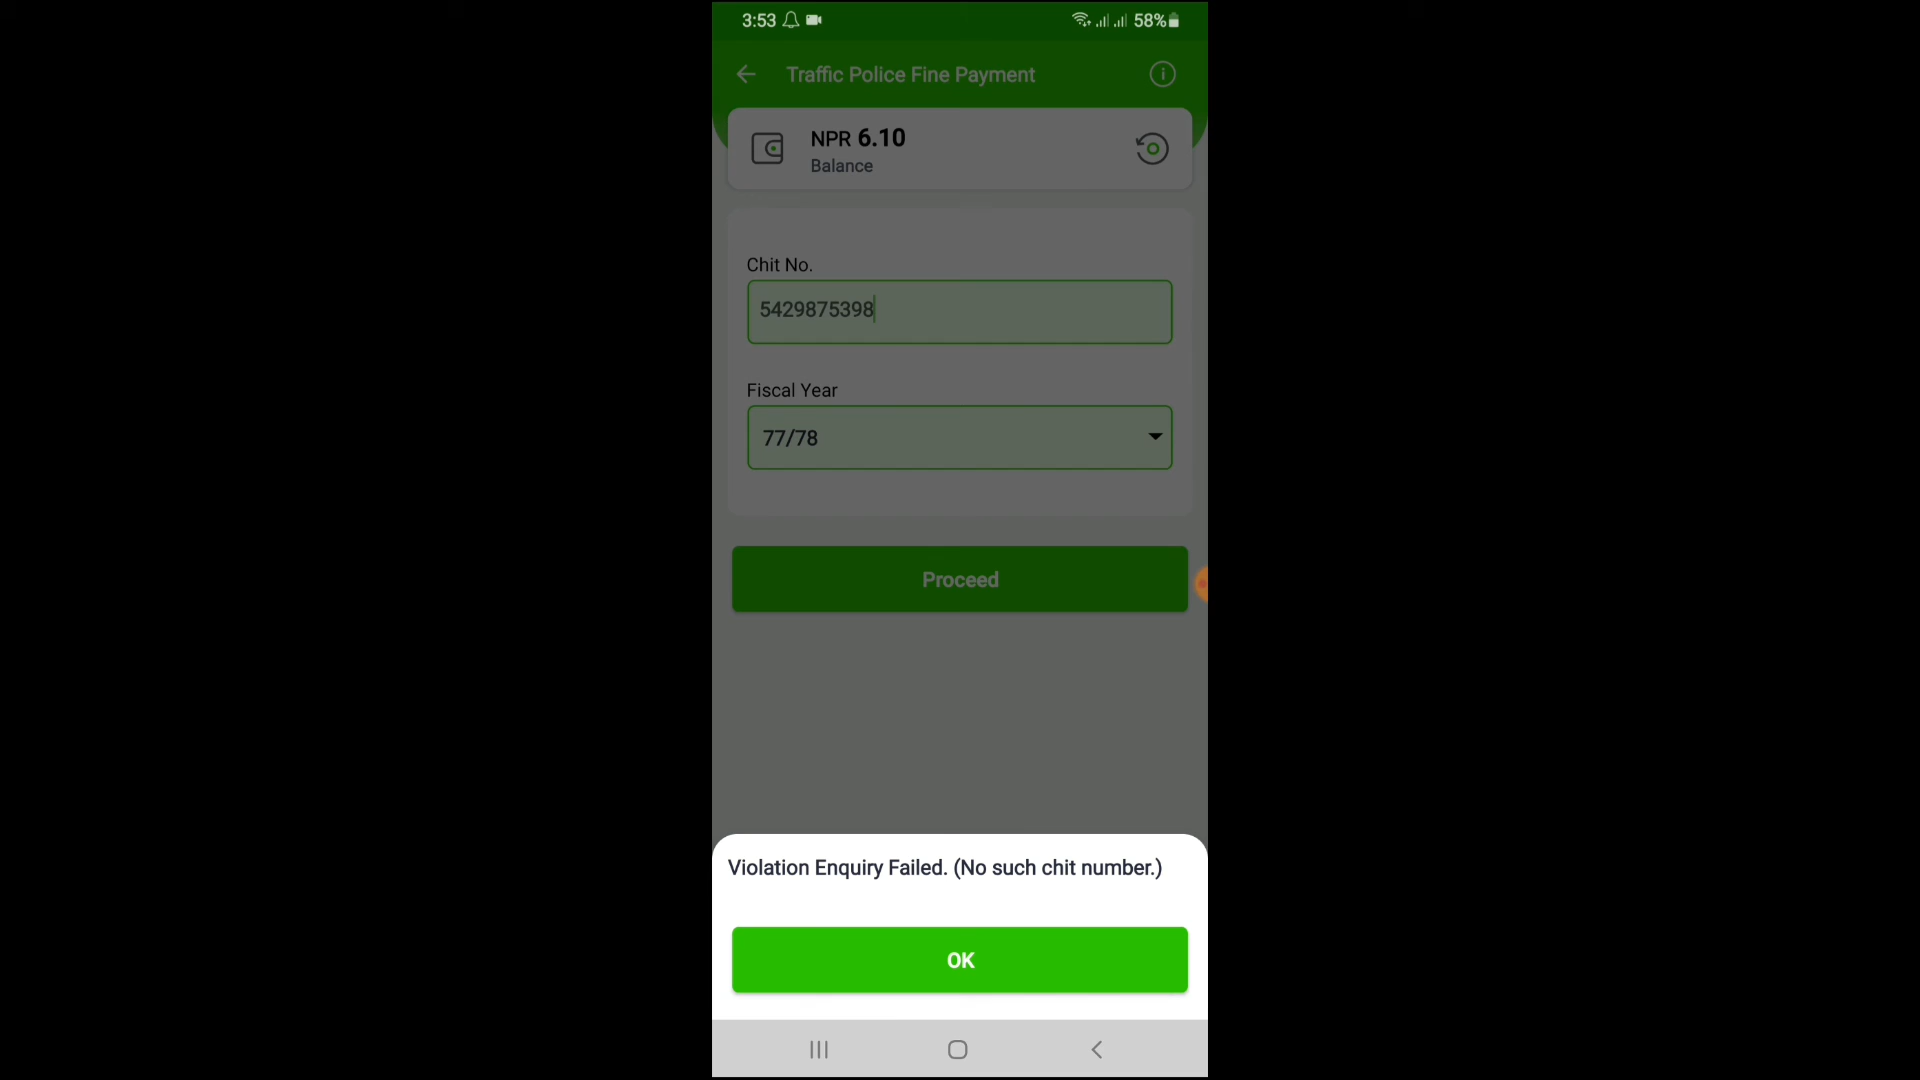 3:53 58%
Traffic Police Fine Payment
NPR 6.10
Balance
Chit No.
5429875398
Fiscal Year
77/78
Proceed
Violation Enquiry Failed. (No such chit number.)
OK